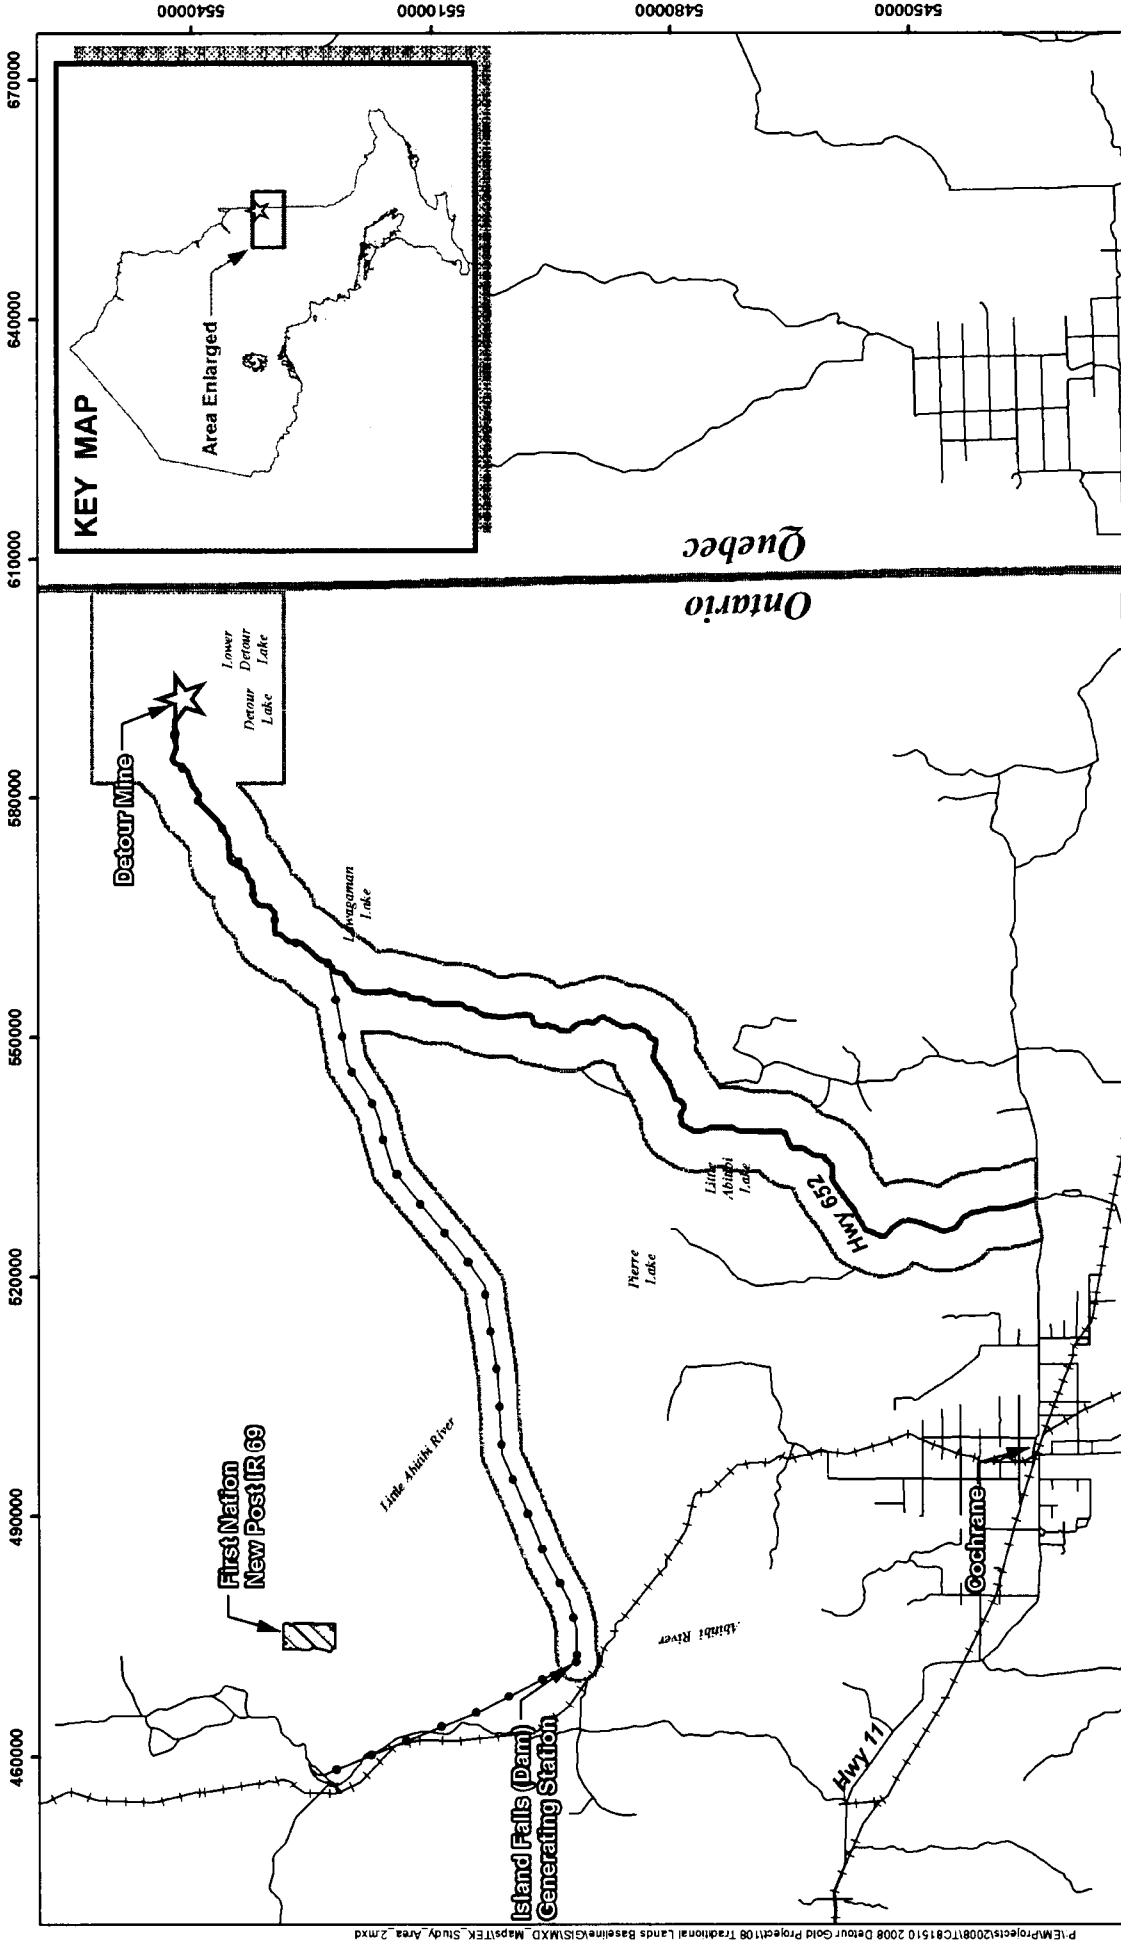 460000
490000
520000
550000
580000
610000
640000
670000
5540000
5510000
5480000
5450000
KEY MAP
Area Enlarged
Detour Mine
Lower
Detour
Lake
Detour
Lake
Lawagaman
Lake
Ontario
Quebec
First Nation
New Post IR 69
Little Abitibi River
Little
Abitibi
Lake
Pierre
Lake
Hwy 652
Island Falls (Dam)
Generating Station
Abitibi River
Cochrane
Hwy 11
P:\EM\Projects\2008\TC81510 2008 Detour Gold Project\108 Traditional Lands Baseline\GIS\MXD_Maps\TEK_Study_Area_2.mxd